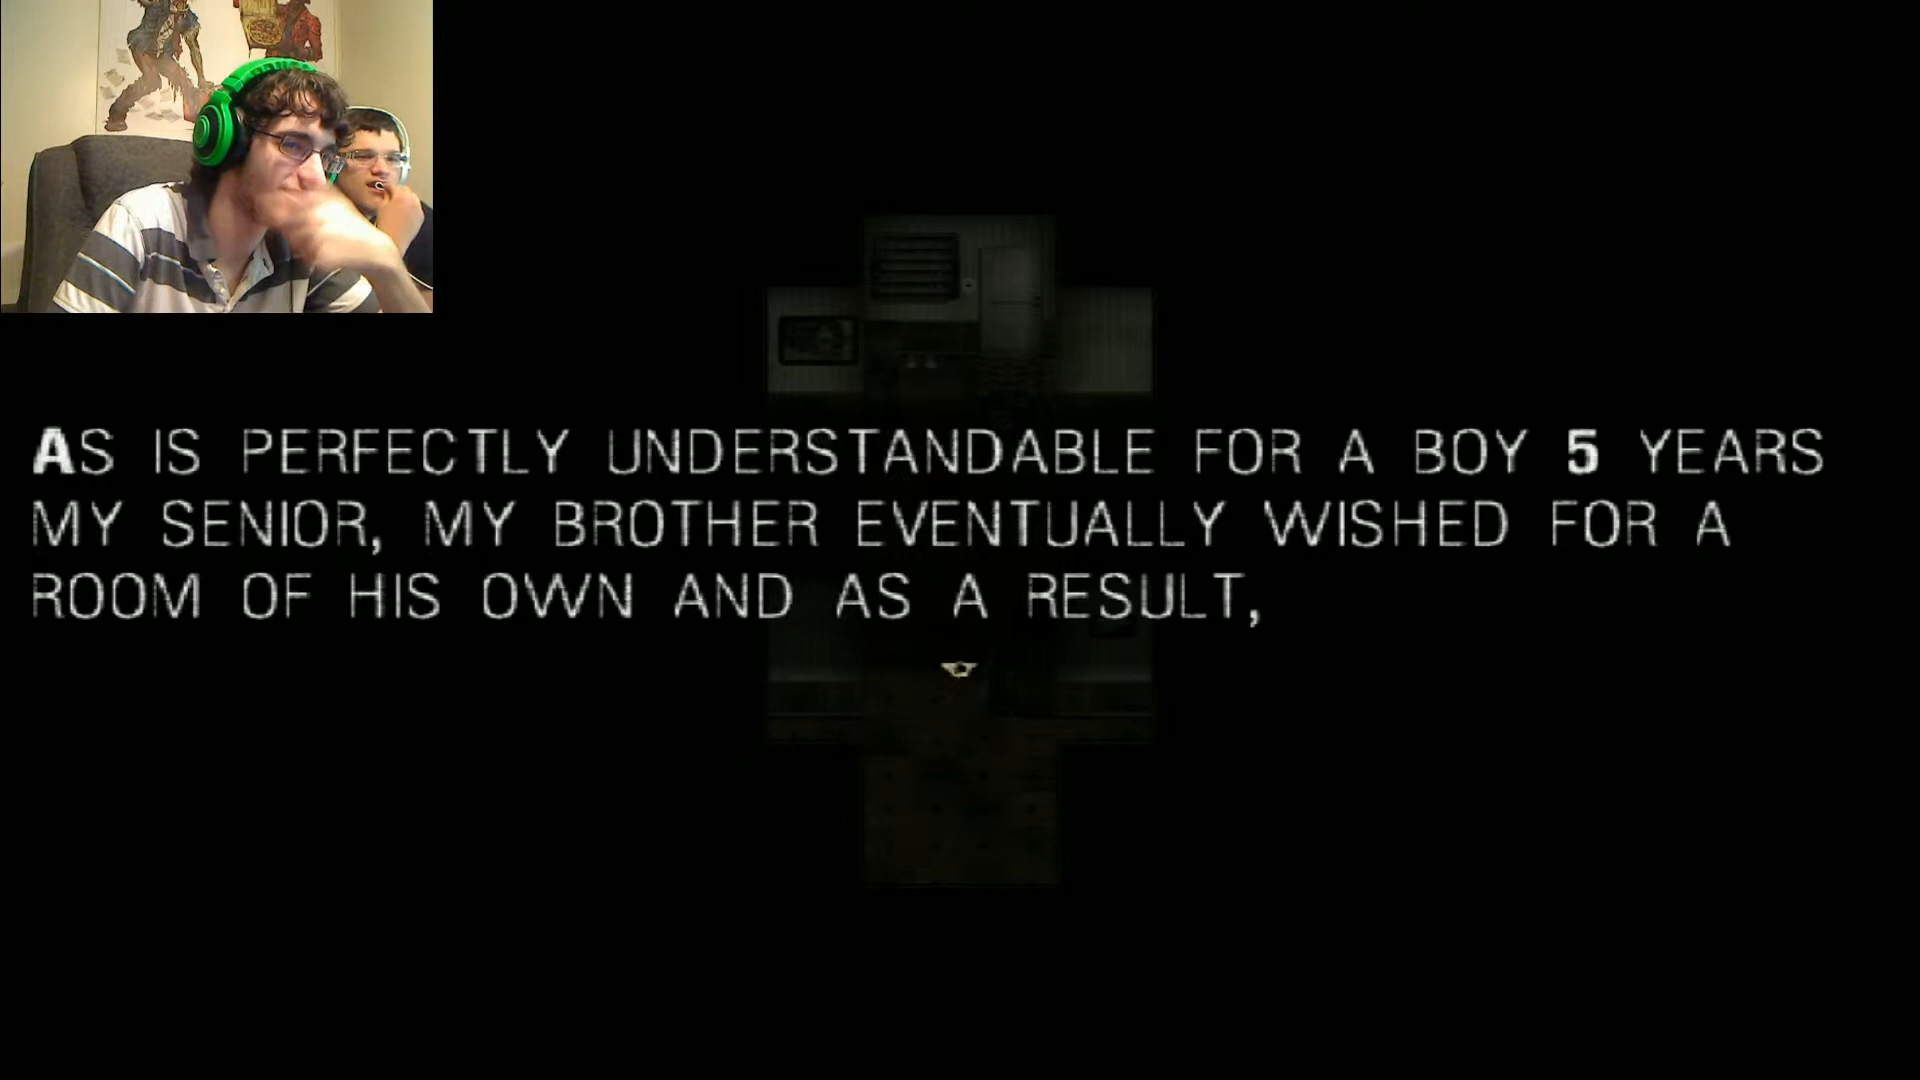 AS IS PERFECTLY UNDERSTANDABLE FOR A BOY 5 YEARS
MY SENIOR, MY BROTHER EVENTUALLY WISHED FOR A
ROOM OF HIS OWN AND AS A RESULT,